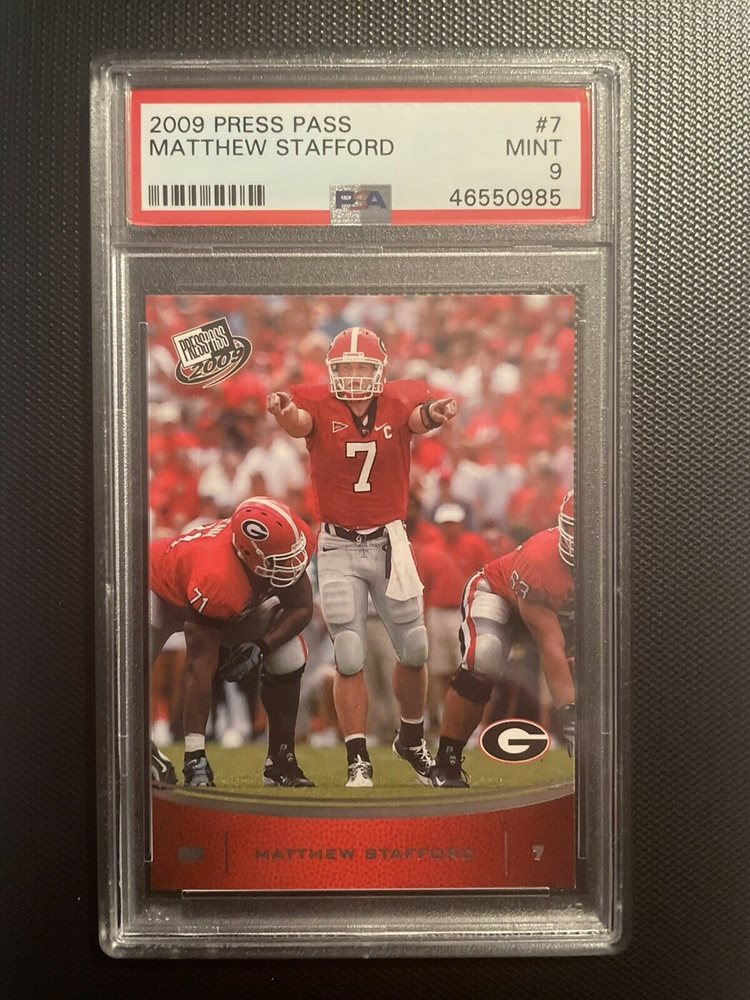 2009 PRESS PASS #7
MATTHEW STAFFORD MINT
9
PSA 46550985
PRESS PASS
2009
C
7
G
71
G
MATTHEW STAFFORD 7